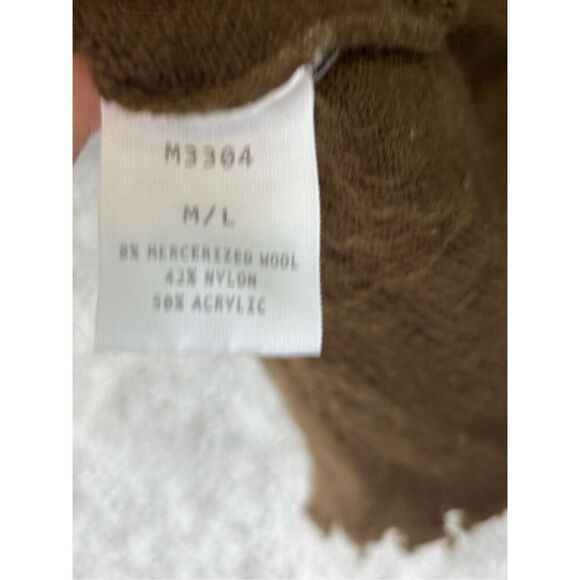 M3304
M/L
8% MERCERIZED WOOL
42% NYLON
50% ACRYLIC